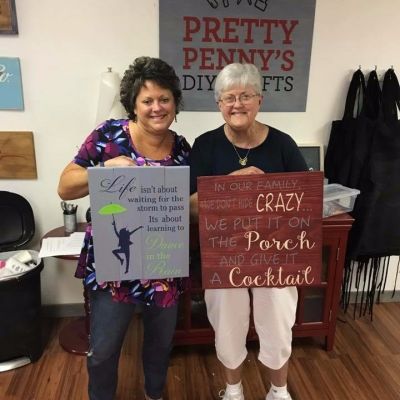 PRETTY
PENNY'S
DIY CRAFTS
Life isn't about
waiting for the
storm to pass
Its about
learning to
Dance
in the
Rain
IN OUR FAMILY,
WE DON'T HIDE
CRAZY...
WE PUT IT ON
THE Porch
AND GIVE IT
A Cocktail